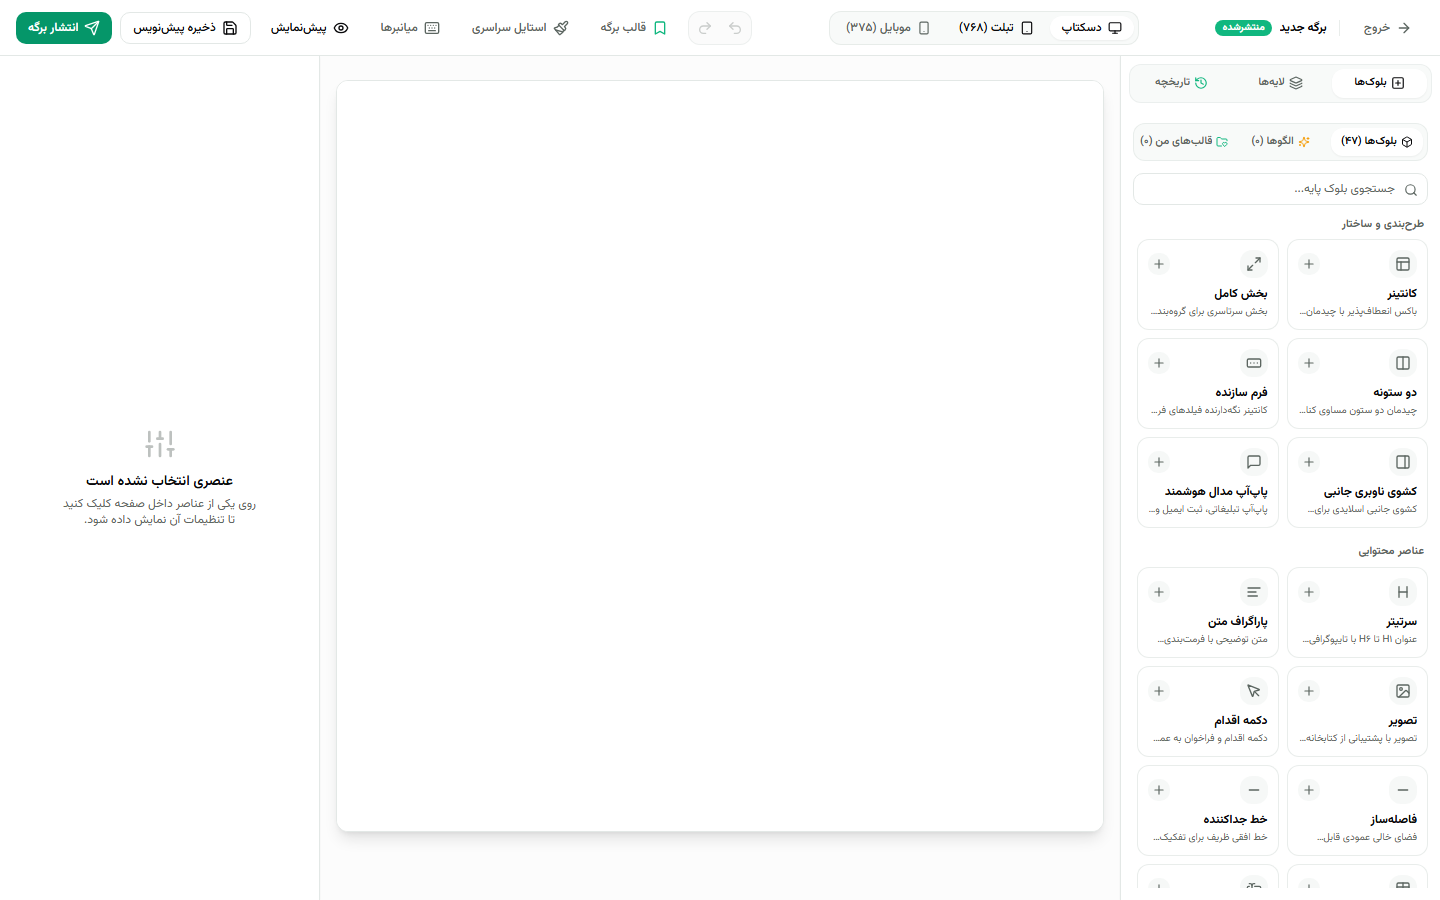 خروج
برگه جدید
منتشرشده
دسکتاپ
تبلت (۷۶۸)
موبایل (۳۷۵)
قالب برگه
استایل سراسری
میانبرها
پیش‌نمایش
ذخیره پیش‌نویس
انتشار برگه
بلوک‌ها
لایه‌ها
تاریخچه
بلوک‌ها (۴۷)
الگوها (۰)
قالب‌های من (۰)
جستجوی بلوک پایه...
طرح‌بندی و ساختار
کانتینر
باکس انعطاف‌پذیر با چیدمان...
بخش کامل
بخش سرتاسری برای گروه‌بند...
دو ستونه
چیدمان دو ستون مساوی کنا...
فرم سازنده
کانتینر نگه‌دارنده فیلدهای فر...
کشوی ناوبری جانبی
کشوی جانبی اسلایدی برای...
پاپ‌آپ مدال هوشمند
پاپ‌آپ تبلیغاتی، ثبت ایمیل و...
عناصر محتوایی
سرتیتر
عنوان H۱ تا H۶ با تایپوگرافی...
پاراگراف متن
متن توضیحی با فرمت‌بندی...
تصویر
تصویر با پشتیبانی از کتابخانه...
دکمه اقدام
دکمه اقدام و فراخوان به عمـ...
فاصله‌ساز
فضای خالی عمودی قابل...
خط جداکننده
خط افقی ظریف برای تفکیک...
عنصری انتخاب نشده است
روی یکی از عناصر داخل صفحه کلیک کنید
تا تنظیمات آن نمایش داده شود.